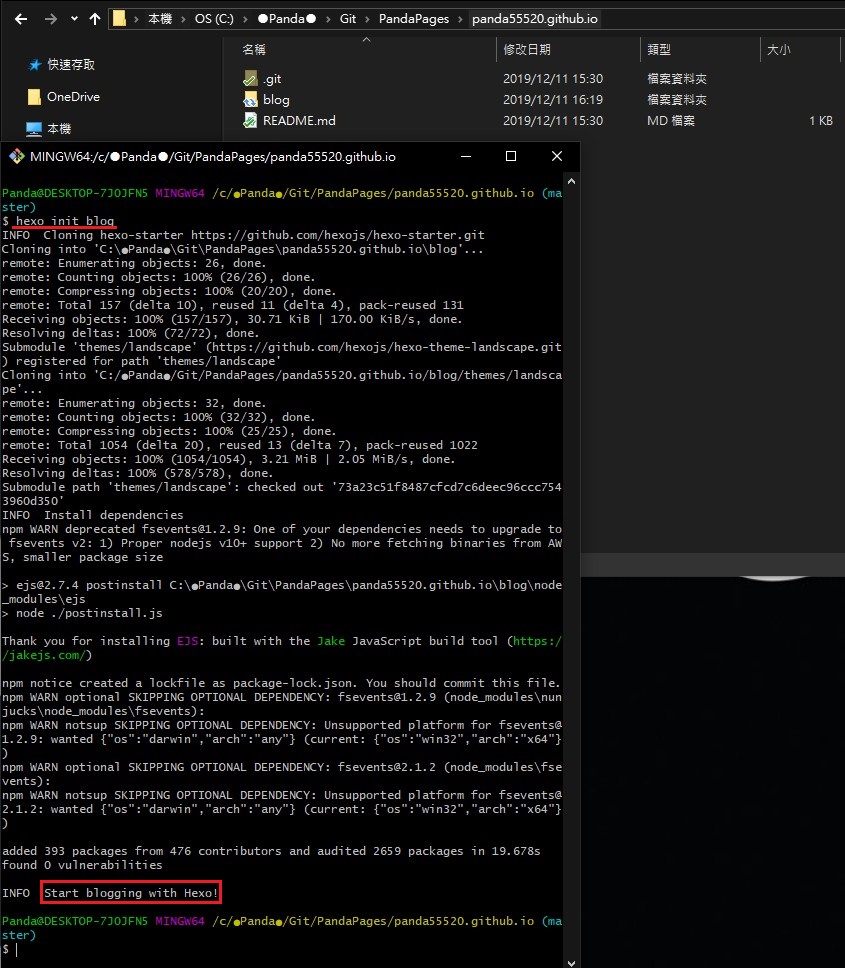 本機 › OS (C:) › ●Panda● › Git › PandaPages › panda55520.github.io
名稱 修改日期 類型 大小
快速存取
OneDrive
本機
.git 2019/12/11 15:30 檔案資料夾
blog 2019/12/11 16:19 檔案資料夾
README.md 2019/12/11 15:30 MD 檔案 1 KB
MINGW64:/c/●Panda●/Git/PandaPages/panda55520.github.io
Panda@DESKTOP-7JOJFN5 MINGW64 /c/●Panda●/Git/PandaPages/panda55520.github.io (ma
ster)
$ hexo init blog
INFO  Cloning hexo-starter https://github.com/hexojs/hexo-starter.git
Cloning into 'C:\●Panda●\Git\PandaPages\panda55520.github.io\blog'...
remote: Enumerating objects: 26, done.
remote: Counting objects: 100% (26/26), done.
remote: Compressing objects: 100% (20/20), done.
remote: Total 157 (delta 10), reused 11 (delta 4), pack-reused 131
Receiving objects: 100% (157/157), 30.71 KiB | 170.00 KiB/s, done.
Resolving deltas: 100% (72/72), done.
Submodule 'themes/landscape' (https://github.com/hexojs/hexo-theme-landscape.git
) registered for path 'themes/landscape'
Cloning into 'C:/●Panda●/Git/PandaPages/panda55520.github.io/blog/themes/landsca
pe'...
remote: Enumerating objects: 32, done.
remote: Counting objects: 100% (32/32), done.
remote: Compressing objects: 100% (25/25), done.
remote: Total 1054 (delta 20), reused 13 (delta 7), pack-reused 1022
Receiving objects: 100% (1054/1054), 3.21 MiB | 2.05 MiB/s, done.
Resolving deltas: 100% (578/578), done.
Submodule path 'themes/landscape': checked out '73a23c51f8487cfcd7c6deec96ccc754
3960d350'
INFO  Install dependencies
npm WARN deprecated fsevents@1.2.9: One of your dependencies needs to upgrade to
 fsevents v2: 1) Proper nodejs v10+ support 2) No more fetching binaries from AW
S, smaller package size
> ejs@2.7.4 postinstall C:\●Panda●\Git\PandaPages\panda55520.github.io\blog\node
_modules\ejs
> node ./postinstall.js
Thank you for installing EJS: built with the Jake JavaScript build tool (https:/
/jakejs.com/)
npm notice created a lockfile as package-lock.json. You should commit this file.
npm WARN optional SKIPPING OPTIONAL DEPENDENCY: fsevents@1.2.9 (node_modules\nun
jucks\node_modules\fsevents):
npm WARN notsup SKIPPING OPTIONAL DEPENDENCY: Unsupported platform for fsevents@
1.2.9: wanted {"os":"darwin","arch":"any"} (current: {"os":"win32","arch":"x64"}
)
npm WARN optional SKIPPING OPTIONAL DEPENDENCY: fsevents@2.1.2 (node_modules\fse
vents):
npm WARN notsup SKIPPING OPTIONAL DEPENDENCY: Unsupported platform for fsevents@
2.1.2: wanted {"os":"darwin","arch":"any"} (current: {"os":"win32","arch":"x64"}
)
added 393 packages from 476 contributors and audited 2659 packages in 19.678s
found 0 vulnerabilities
INFO  Start blogging with Hexo!
Panda@DESKTOP-7JOJFN5 MINGW64 /c/●Panda●/Git/PandaPages/panda55520.github.io (ma
ster)
$